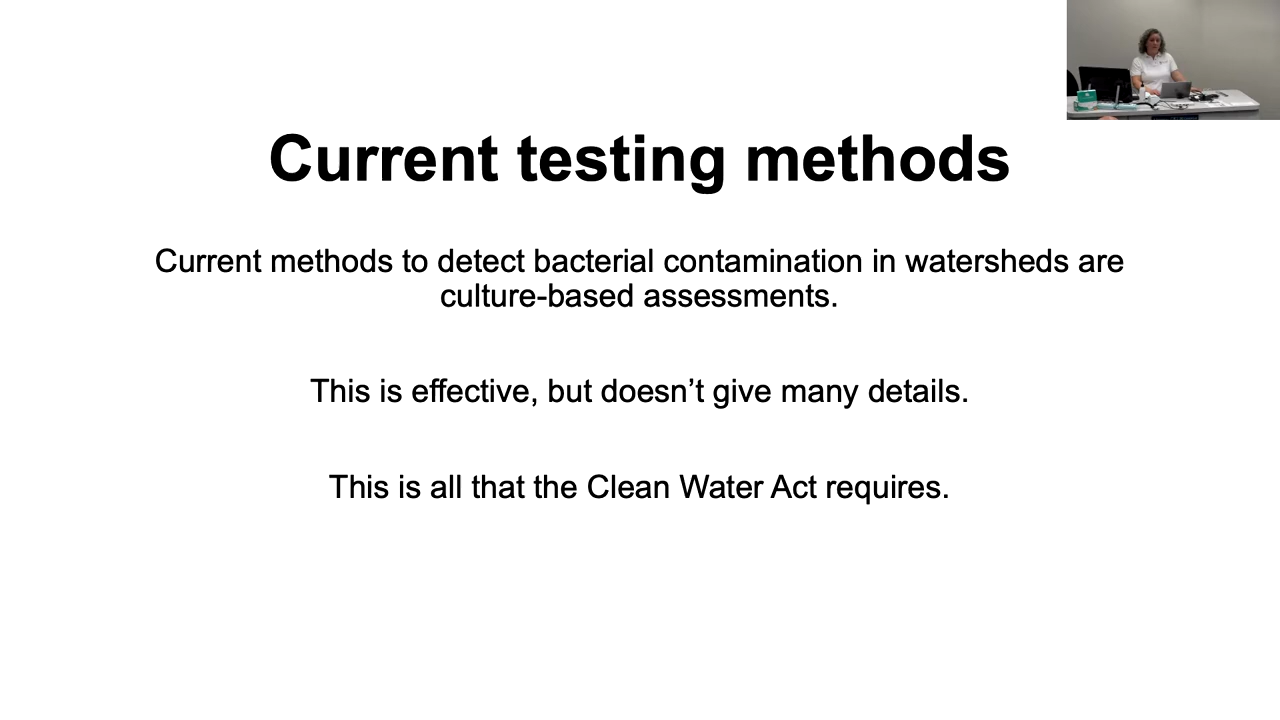 Current testing methods
Current methods to detect bacterial contamination in watersheds are
culture-based assessments.
This is effective, but doesn’t give many details.
This is all that the Clean Water Act requires.